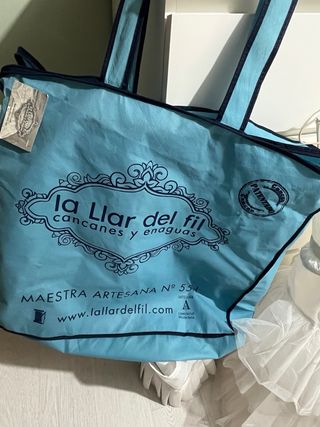 la Llar del fil
cancanes y enaguas
MAESTRA ARTESANA Nº 554
www.lallardelfil.com
A